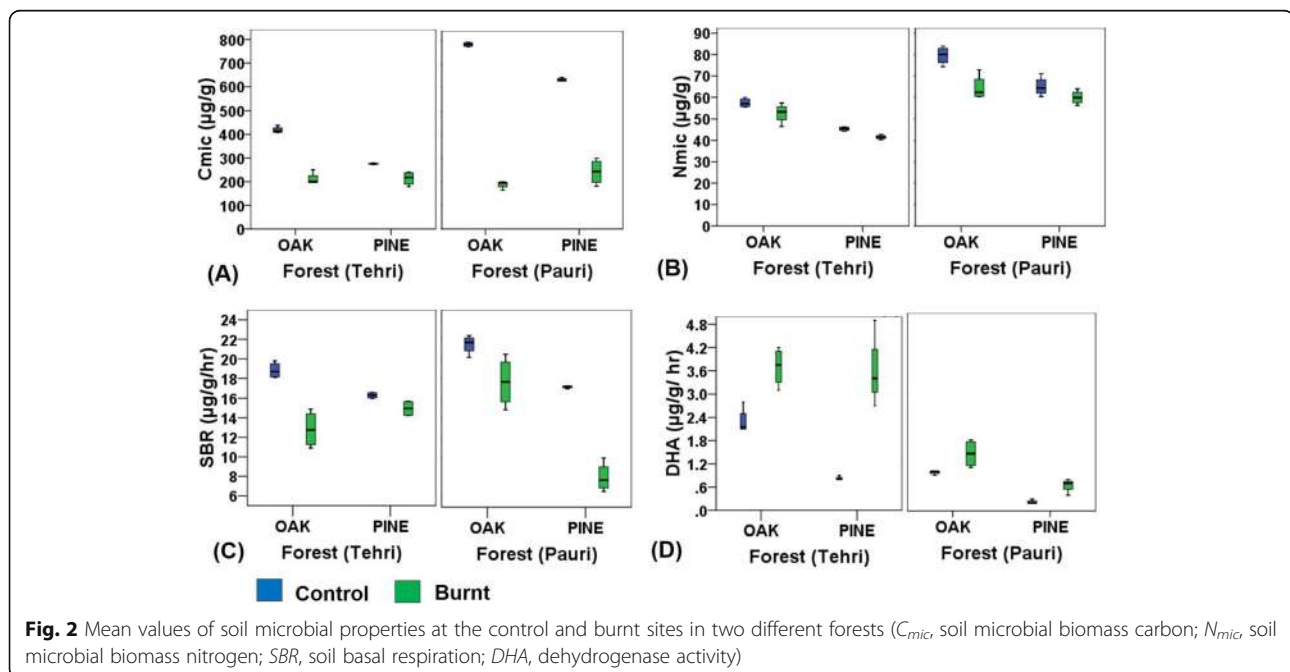 800
700
600
500
400
300
200
100
0
Cmic (µg/g)
OAK PINE OAK PINE
(A) Forest (Tehri) Forest (Pauri)
90
80
70
60
50
40
30
20
10
0
Nmic (µg/g)
OAK PINE OAK PINE
(B) Forest (Tehri) Forest (Pauri)
24
22
20
18
16
14
12
10
8
6
SBR (µg/g/hr)
OAK PINE OAK PINE
(C) Forest (Tehri) Forest (Pauri)
4.8
4.2
3.6
3.0
2.4
1.8
1.2
.6
.0
DHA (µg/g/ hr)
OAK PINE OAK PINE
(D) Forest (Tehri) Forest (Pauri)
Control Burnt
Fig. 2 Mean values of soil microbial properties at the control and burnt sites in two different forests (Cmic, soil microbial biomass carbon; Nmic, soil
microbial biomass nitrogen; SBR, soil basal respiration; DHA, dehydrogenase activity)